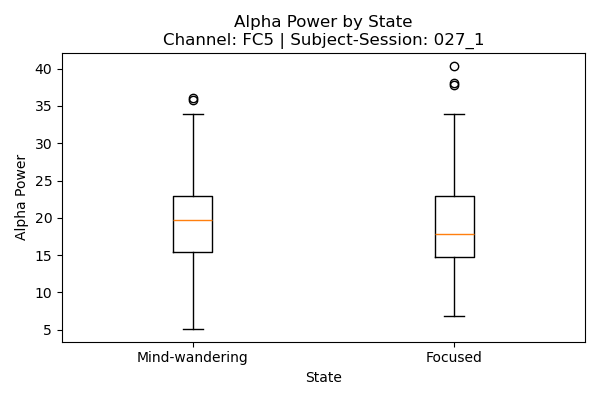 Alpha Power by State
Channel: FC5 | Subject-Session: 027_1
Alpha Power
40
35
30
25
20
15
10
5
Mind-wandering
Focused
State